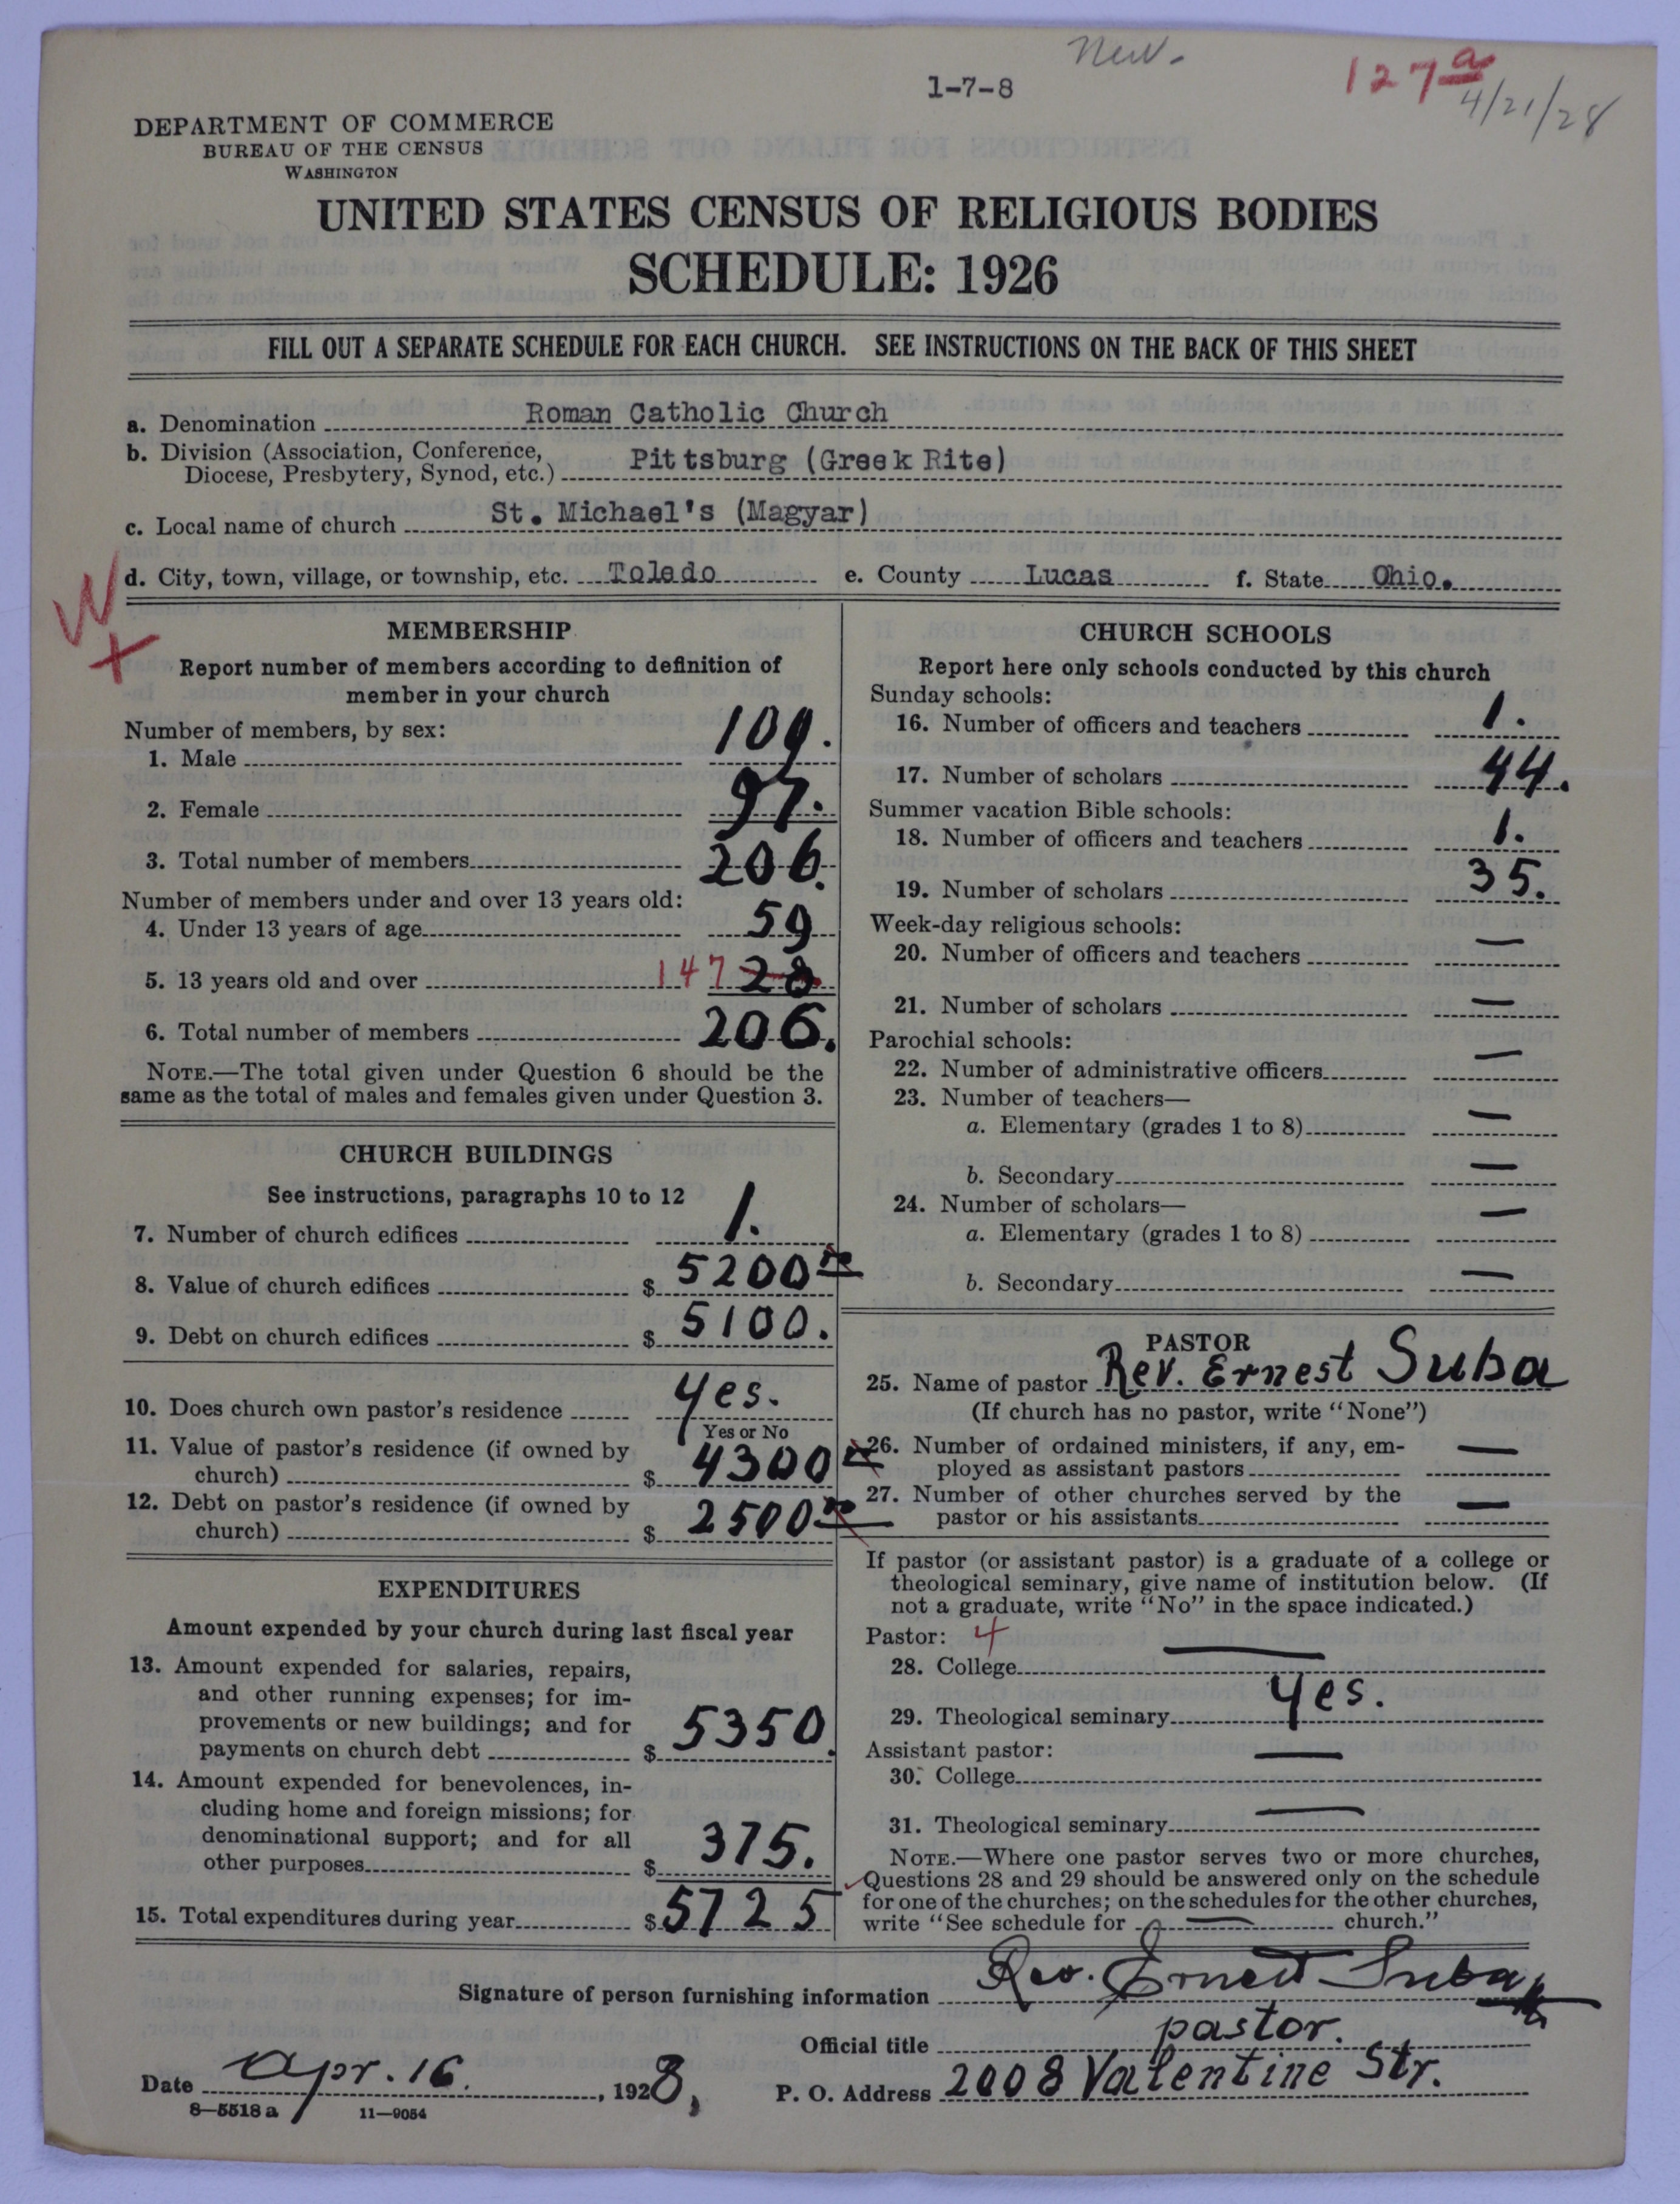 New.
1-7-8
127a
4/21/28
DEPARTMENT OF COMMERCE
BUREAU OF THE CENSUS
WASHINGTON
UNITED STATES CENSUS OF RELIGIOUS BODIES
SCHEDULE: 1926
FILL OUT A SEPARATE SCHEDULE FOR EACH CHURCH. SEE INSTRUCTIONS ON THE BACK OF THIS SHEET
a. Denomination Roman Catholic Church
b. Division (Association, Conference,
Diocese, Presbytery, Synod, etc.) Pittsburg (Greek Rite)
c. Local name of church St. Michael's (Magyar)
d. City, town, village, or township, etc. Toledo e. County Lucas f. State Ohio.
W
X
MEMBERSHIP
Report number of members according to definition of
member in your church
Number of members, by sex:
1. Male 109.
2. Female 97.
3. Total number of members 206.
Number of members under and over 13 years old:
4. Under 13 years of age 59
5. 13 years old and over 147 28
6. Total number of members 206.
NOTE.—The total given under Question 6 should be the
same as the total of males and females given under Question 3.
CHURCH BUILDINGS
See instructions, paragraphs 10 to 12
7. Number of church edifices 1.
8. Value of church edifices $ 5200 00
9. Debt on church edifices $ 5100.
10. Does church own pastor's residence Yes.
Yes or No
11. Value of pastor's residence (if owned by
church) $ 4300 00
12. Debt on pastor's residence (if owned by
church) $ 2500 00
EXPENDITURES
Amount expended by your church during last fiscal year
13. Amount expended for salaries, repairs,
and other running expenses; for im-
provements or new buildings; and for
payments on church debt $ 5350.
14. Amount expended for benevolences, in-
cluding home and foreign missions; for
denominational support; and for all
other purposes $ 375.
15. Total expenditures during year $ 5725
CHURCH SCHOOLS
Report here only schools conducted by this church
Sunday schools:
16. Number of officers and teachers 1.
17. Number of scholars 44.
Summer vacation Bible schools:
18. Number of officers and teachers 1.
19. Number of scholars 35.
Week-day religious schools:
20. Number of officers and teachers —
21. Number of scholars —
Parochial schools:
22. Number of administrative officers —
23. Number of teachers—
a. Elementary (grades 1 to 8) —
b. Secondary —
24. Number of scholars—
a. Elementary (grades 1 to 8) —
b. Secondary —
PASTOR
25. Name of pastor Rev. Ernest Suba
(If church has no pastor, write "None")
26. Number of ordained ministers, if any, em-
ployed as assistant pastors —
27. Number of other churches served by the
pastor or his assistants —
If pastor (or assistant pastor) is a graduate of a college or
theological seminary, give name of institution below. (If
not a graduate, write "No" in the space indicated.)
Pastor: 4
28. College —
29. Theological seminary Yes.
Assistant pastor:
30. College —
31. Theological seminary —
NOTE.—Where one pastor serves two or more churches,
Questions 28 and 29 should be answered only on the schedule
for one of the churches; on the schedules for the other churches,
write "See schedule for — church."
Signature of person furnishing information Rev. Ernest Suba
Official title pastor.
Date Apr. 16. , 1928, P. O. Address 2008 Valentine Str.
8—5518 a 11—9054